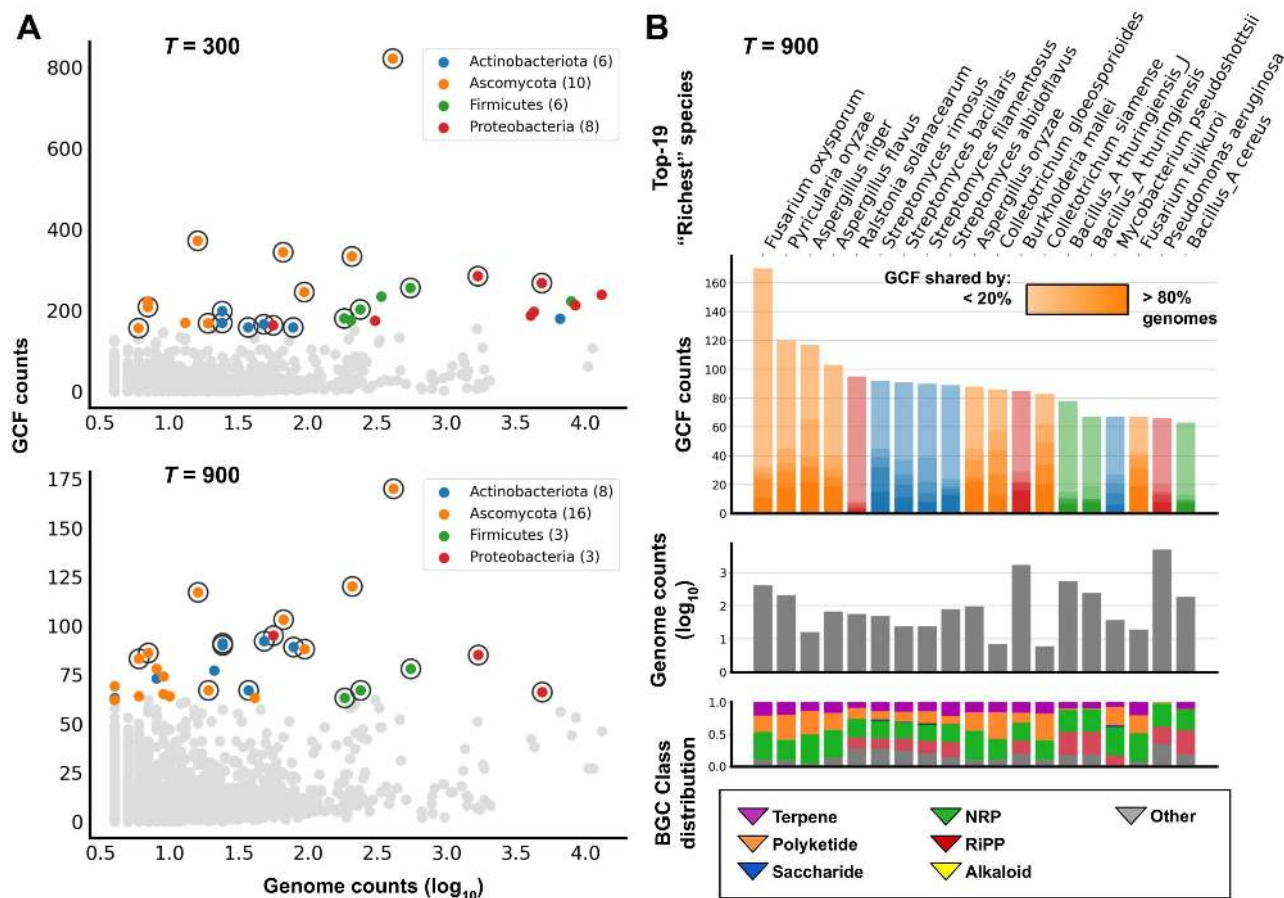 A
T = 300
800
600
400
200
0
Actinobacteriota (6)
Ascomycota (10)
Firmicutes (6)
Proteobacteria (8)
0.5 1.0 1.5 2.0 2.5 3.0 3.5 4.0
GCF counts
T = 900
175
150
125
100
75
50
25
0
Actinobacteriota (8)
Ascomycota (16)
Firmicutes (3)
Proteobacteria (3)
0.5 1.0 1.5 2.0 2.5 3.0 3.5 4.0
Genome counts (log10)
B
T = 900
Top-19
"Richest" species
Fusarium oxysporum
Pyricularia oryzae
Aspergillus niger
Aspergillus flavus
Ralstonia solanacearum
Streptomyces rimosus
Streptomyces bacillaris
Streptomyces filamentosus
Streptomyces albidoflavus
Aspergillus oryzae
Colletotrichum gloeosporioides
Burkholderia mallei
Colletotrichum siamense
Bacillus_A thuringiensis_J
Bacillus_A thuringiensis
Mycobacterium pseudoshottsii
Fusarium fujikuroi
Pseudomonas aeruginosa
Bacillus_A cereus
GCF shared by:
< 20%
> 80%
genomes
GCF counts
160
140
120
100
80
60
40
20
0
Genome counts
(log10)
3
2
1
0
BGC Class
distribution
1.0
0.5
0.0
Terpene
Polyketide
Saccharide
NRP
RiPP
Alkaloid
Other